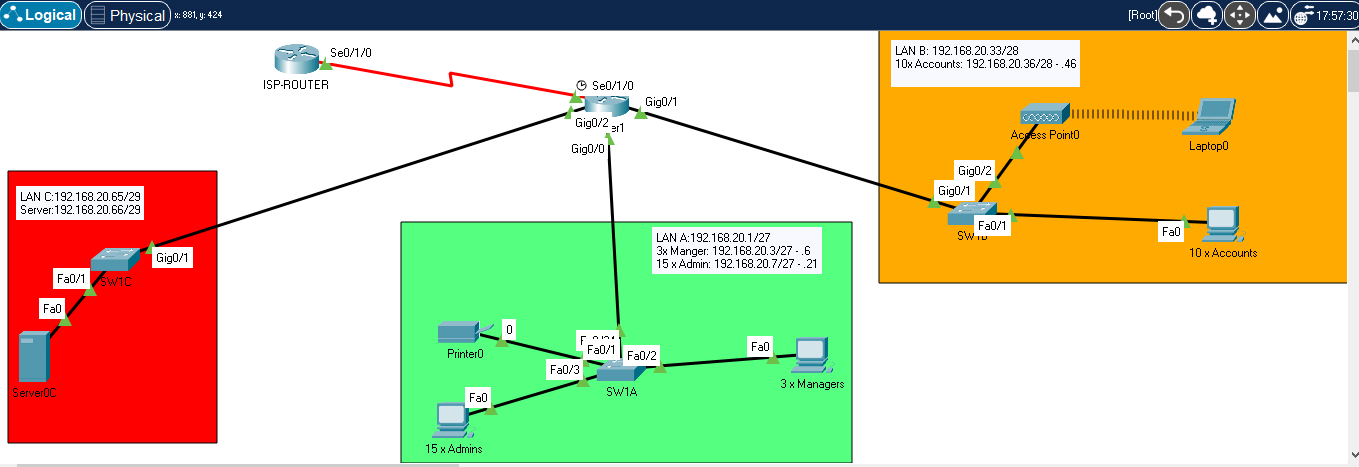 Logical
Physical
x: 881, y: 424
[Root]
17:57:30
Se0/1/0
ISP-ROUTER
Se0/1/0
Gig0/1
Gig0/2
er1
Gig0/0
LAN B: 192.168.20.33/28
10x Accounts: 192.168.20.36/28 - .46
Access Point0
Laptop0
Gig0/2
Gig0/1
Fa0/1
Fa0
10 x Accounts
LAN C:192.168.20.65/29
Server:192.168.20.66/29
Gig0/1
SW1C
Fa0/1
Fa0
Server0C
LAN A:192.168.20.1/27
3x Manger: 192.168.20.3/27 - .6
15 x Admin: 192.168.20.7/27 - .21
0
Printer0
Fa0/1
Fa0/2
Fa0
Fa0/3
SW1A
3 x Managers
Fa0
15 x Admins